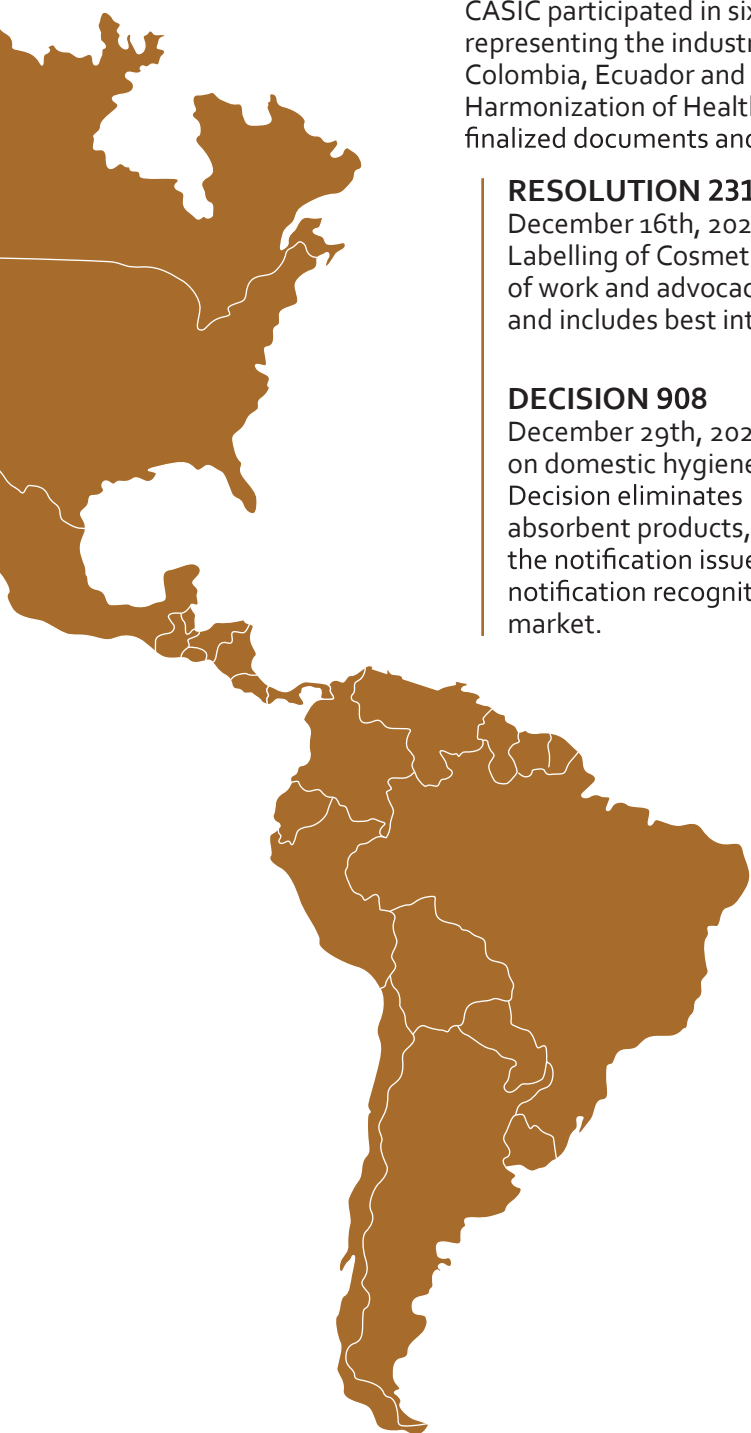 CASIC participated in six
representing the industr
Colombia, Ecuador and
Harmonization of Health
finalized documents and
RESOLUTION 231
December 16th, 202
Labelling of Cosmet
of work and advocac
and includes best int
DECISION 908
December 29th, 202
on domestic hygiene
Decision eliminates
absorbent products,
the notification issue
notification recognit
market.